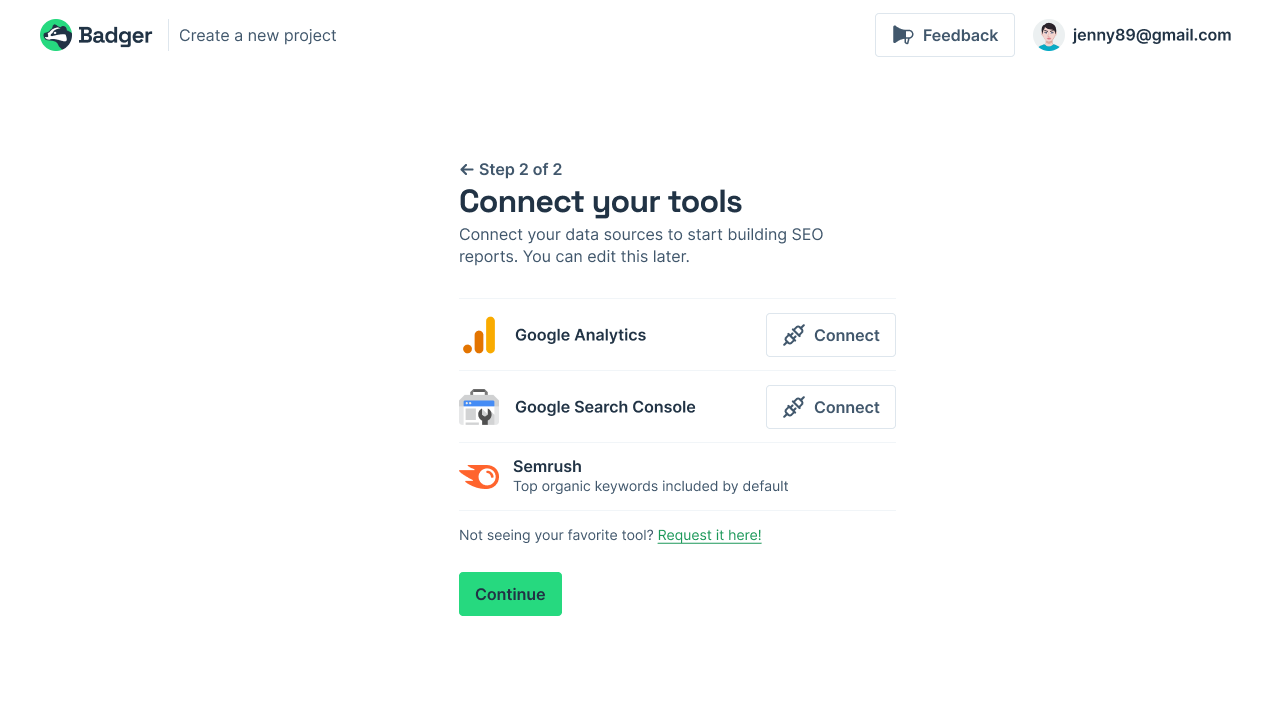 Badger
Create a new project
Feedback
jenny89@gmail.com
Step 2 of 2
Connect your tools
Connect your data sources to start building SEO
reports. You can edit this later.
Google Analytics
Connect
Google Search Console
Connect
Semrush
Top organic keywords included by default
Not seeing your favorite tool? Request it here!
Continue